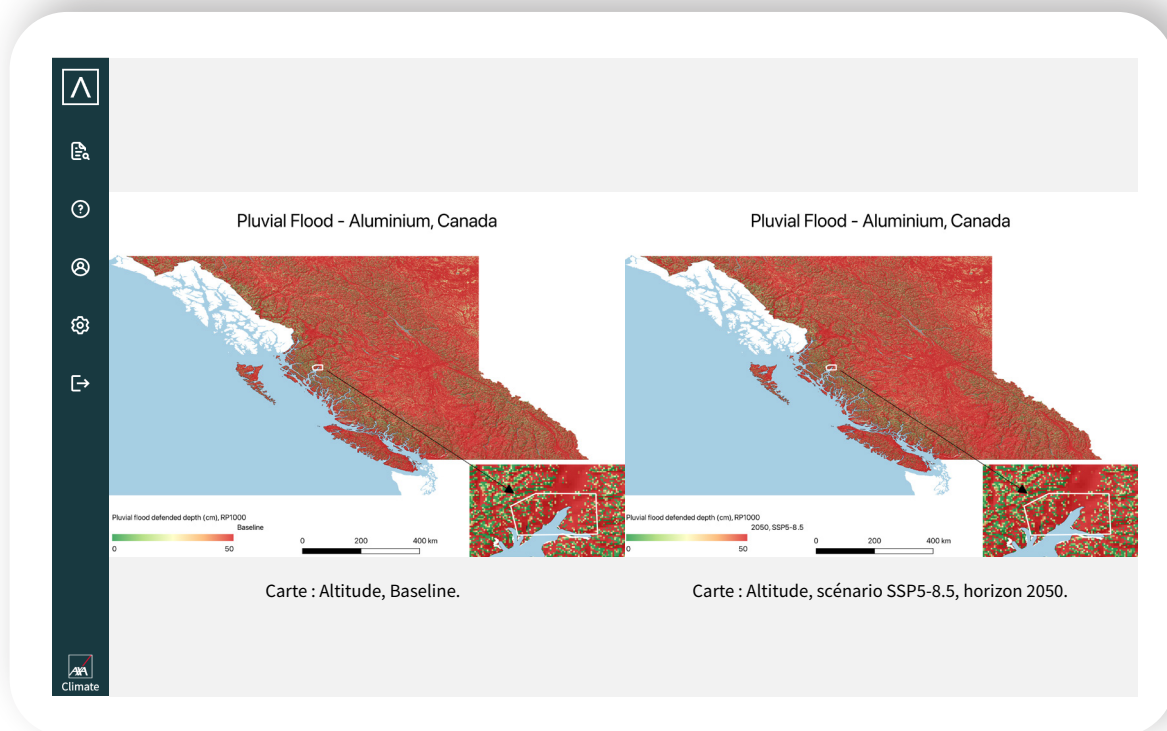 Pluvial Flood - Aluminium, Canada
Pluvial flood defended depth (cm), RP1000
Baseline
0 50
0 200 400 km
Carte : Altitude, Baseline.
Pluvial Flood - Aluminium, Canada
Pluvial flood defended depth (cm), RP1000
2050, SSP5-8.5
0 50
0 200 400 km
Carte : Altitude, scénario SSP5-8.5, horizon 2050.
AXA
Climate